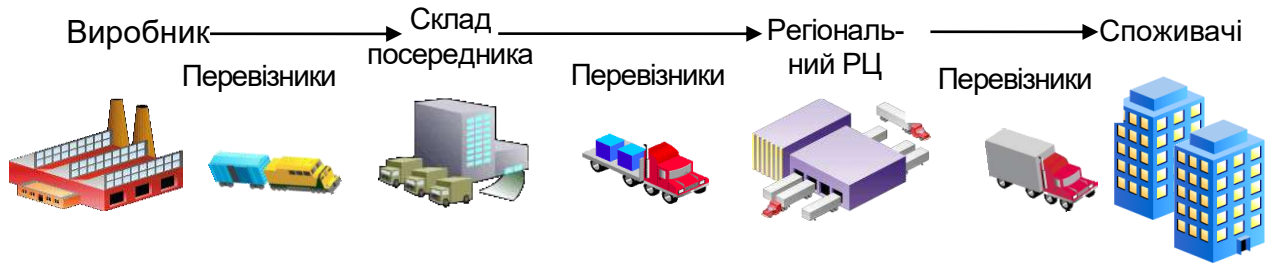 Виробник
Склад
посередника
Регіональ-
ний РЦ
Споживачі
Перевізники
Перевізники
Перевізники